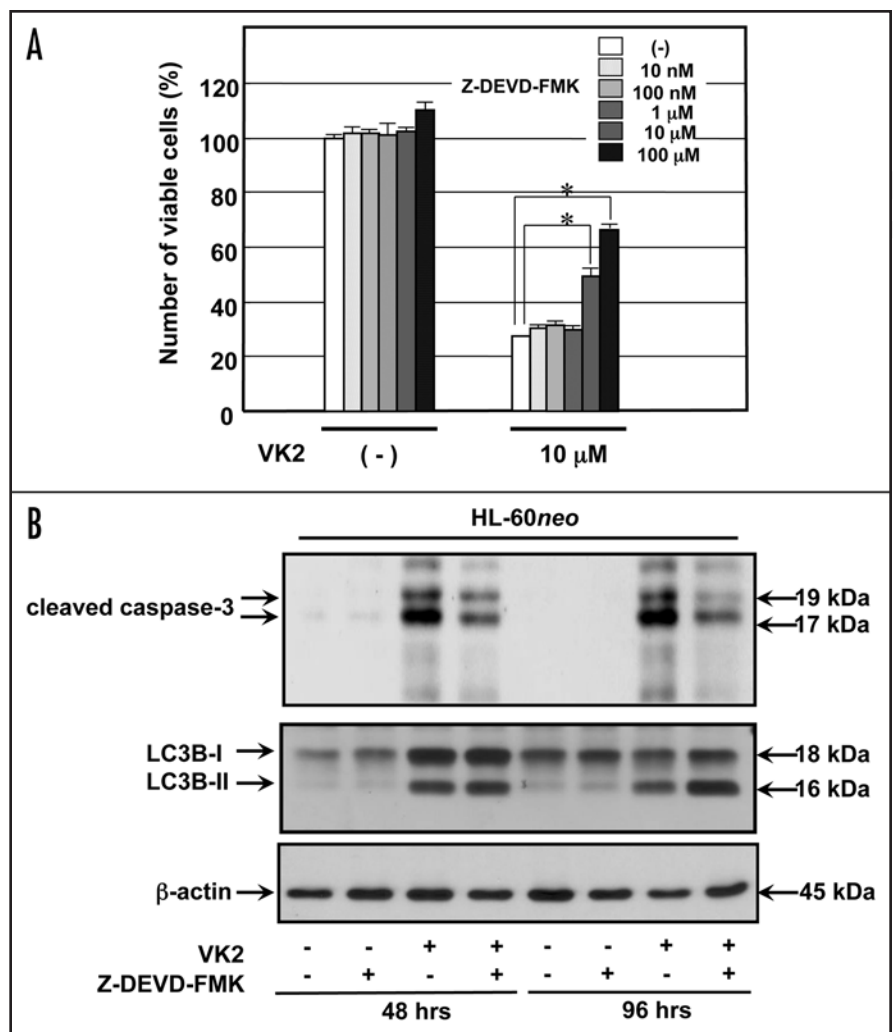 A
Number of viable cells (%)
120
100
80
60
40
20
0
Z-DEVD-FMK
(-)
10 nM
100 nM
1 μM
10 μM
100 μM
*
*
VK2 (-) 10 μM
B
HL-60neo
cleaved caspase-3
19 kDa
17 kDa
LC3B-I 18 kDa
LC3B-II 16 kDa
β-actin 45 kDa
VK2 - - + + - - + +
Z-DEVD-FMK - + - + - + - +
48 hrs 96 hrs